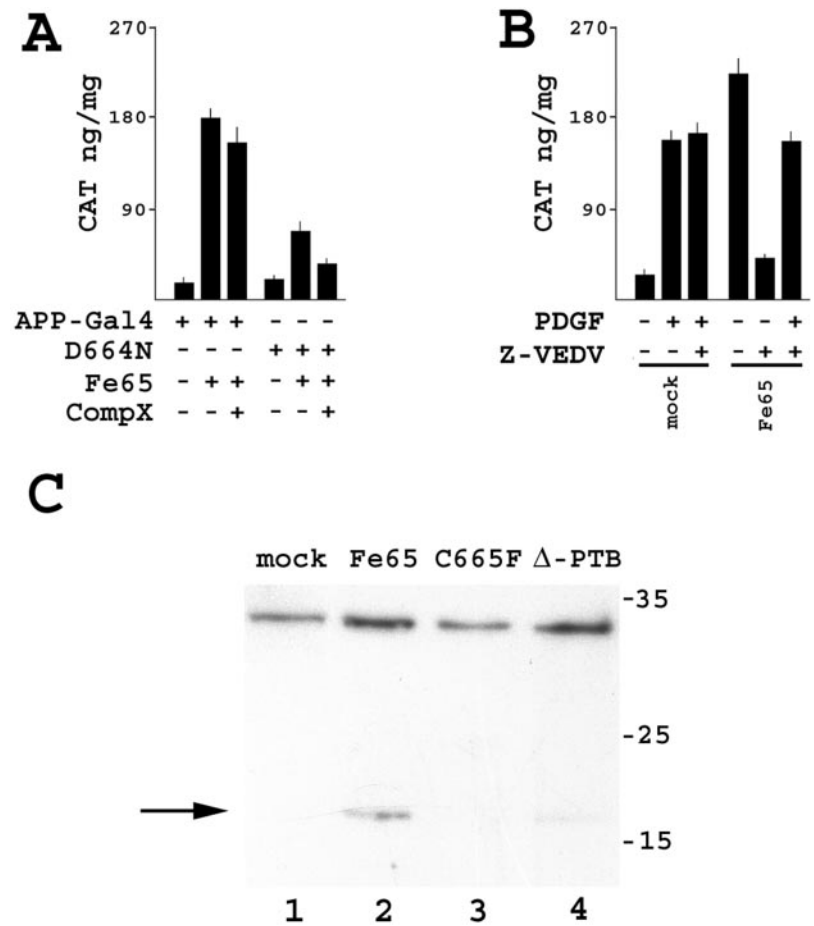 A
CAT ng/mg
270
180
90
APP-Gal4 + + + - - -
D664N - - - + + +
Fe65 - + + - + +
CompX - - + - - +
B
CAT ng/mg
270
180
90
PDGF - + + - - +
Z-VEDV - - + - + +
mock Fe65
C
mock Fe65 C665F Δ-PTB
-35
-25
-15
1 2 3 4